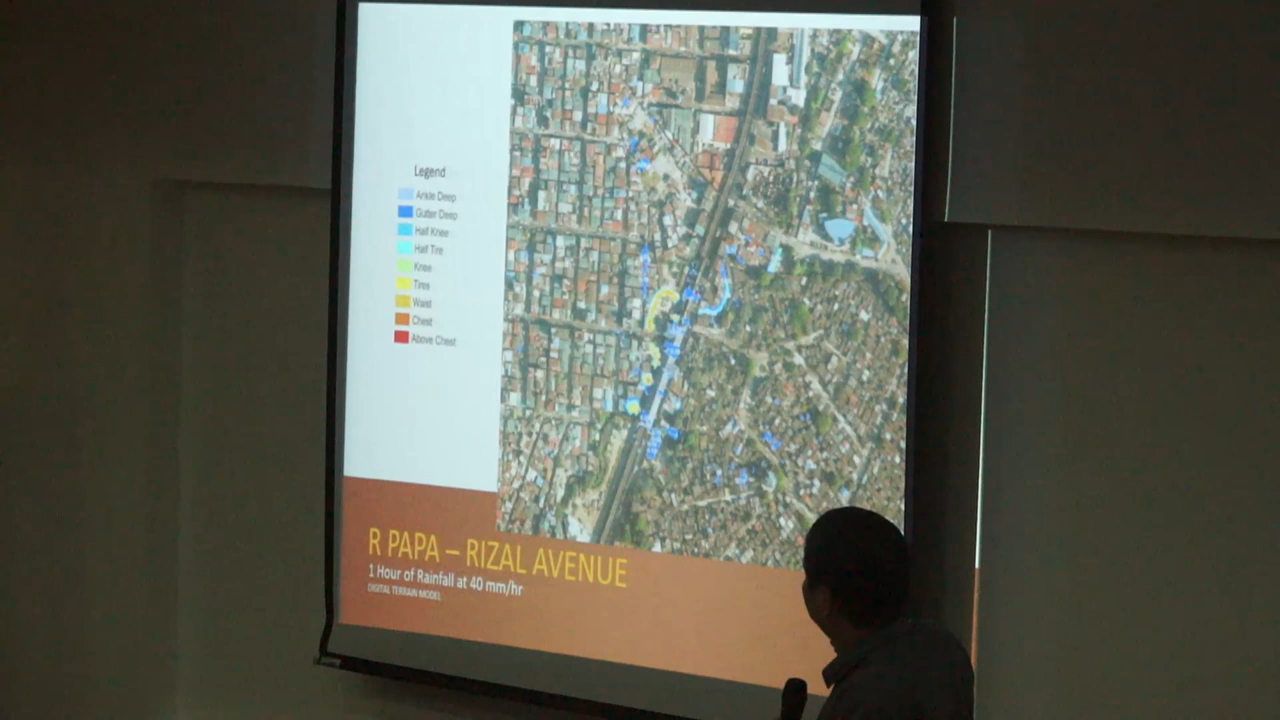 Legend
Ankle Deep
Gutter Deep
Half Knee
Half Tire
Knee
Tires
Waist
Chest
Above Chest
R PAPA – RIZAL AVENUE
1 Hour of Rainfall at 40 mm/hr
DIGITAL TERRAIN MODEL